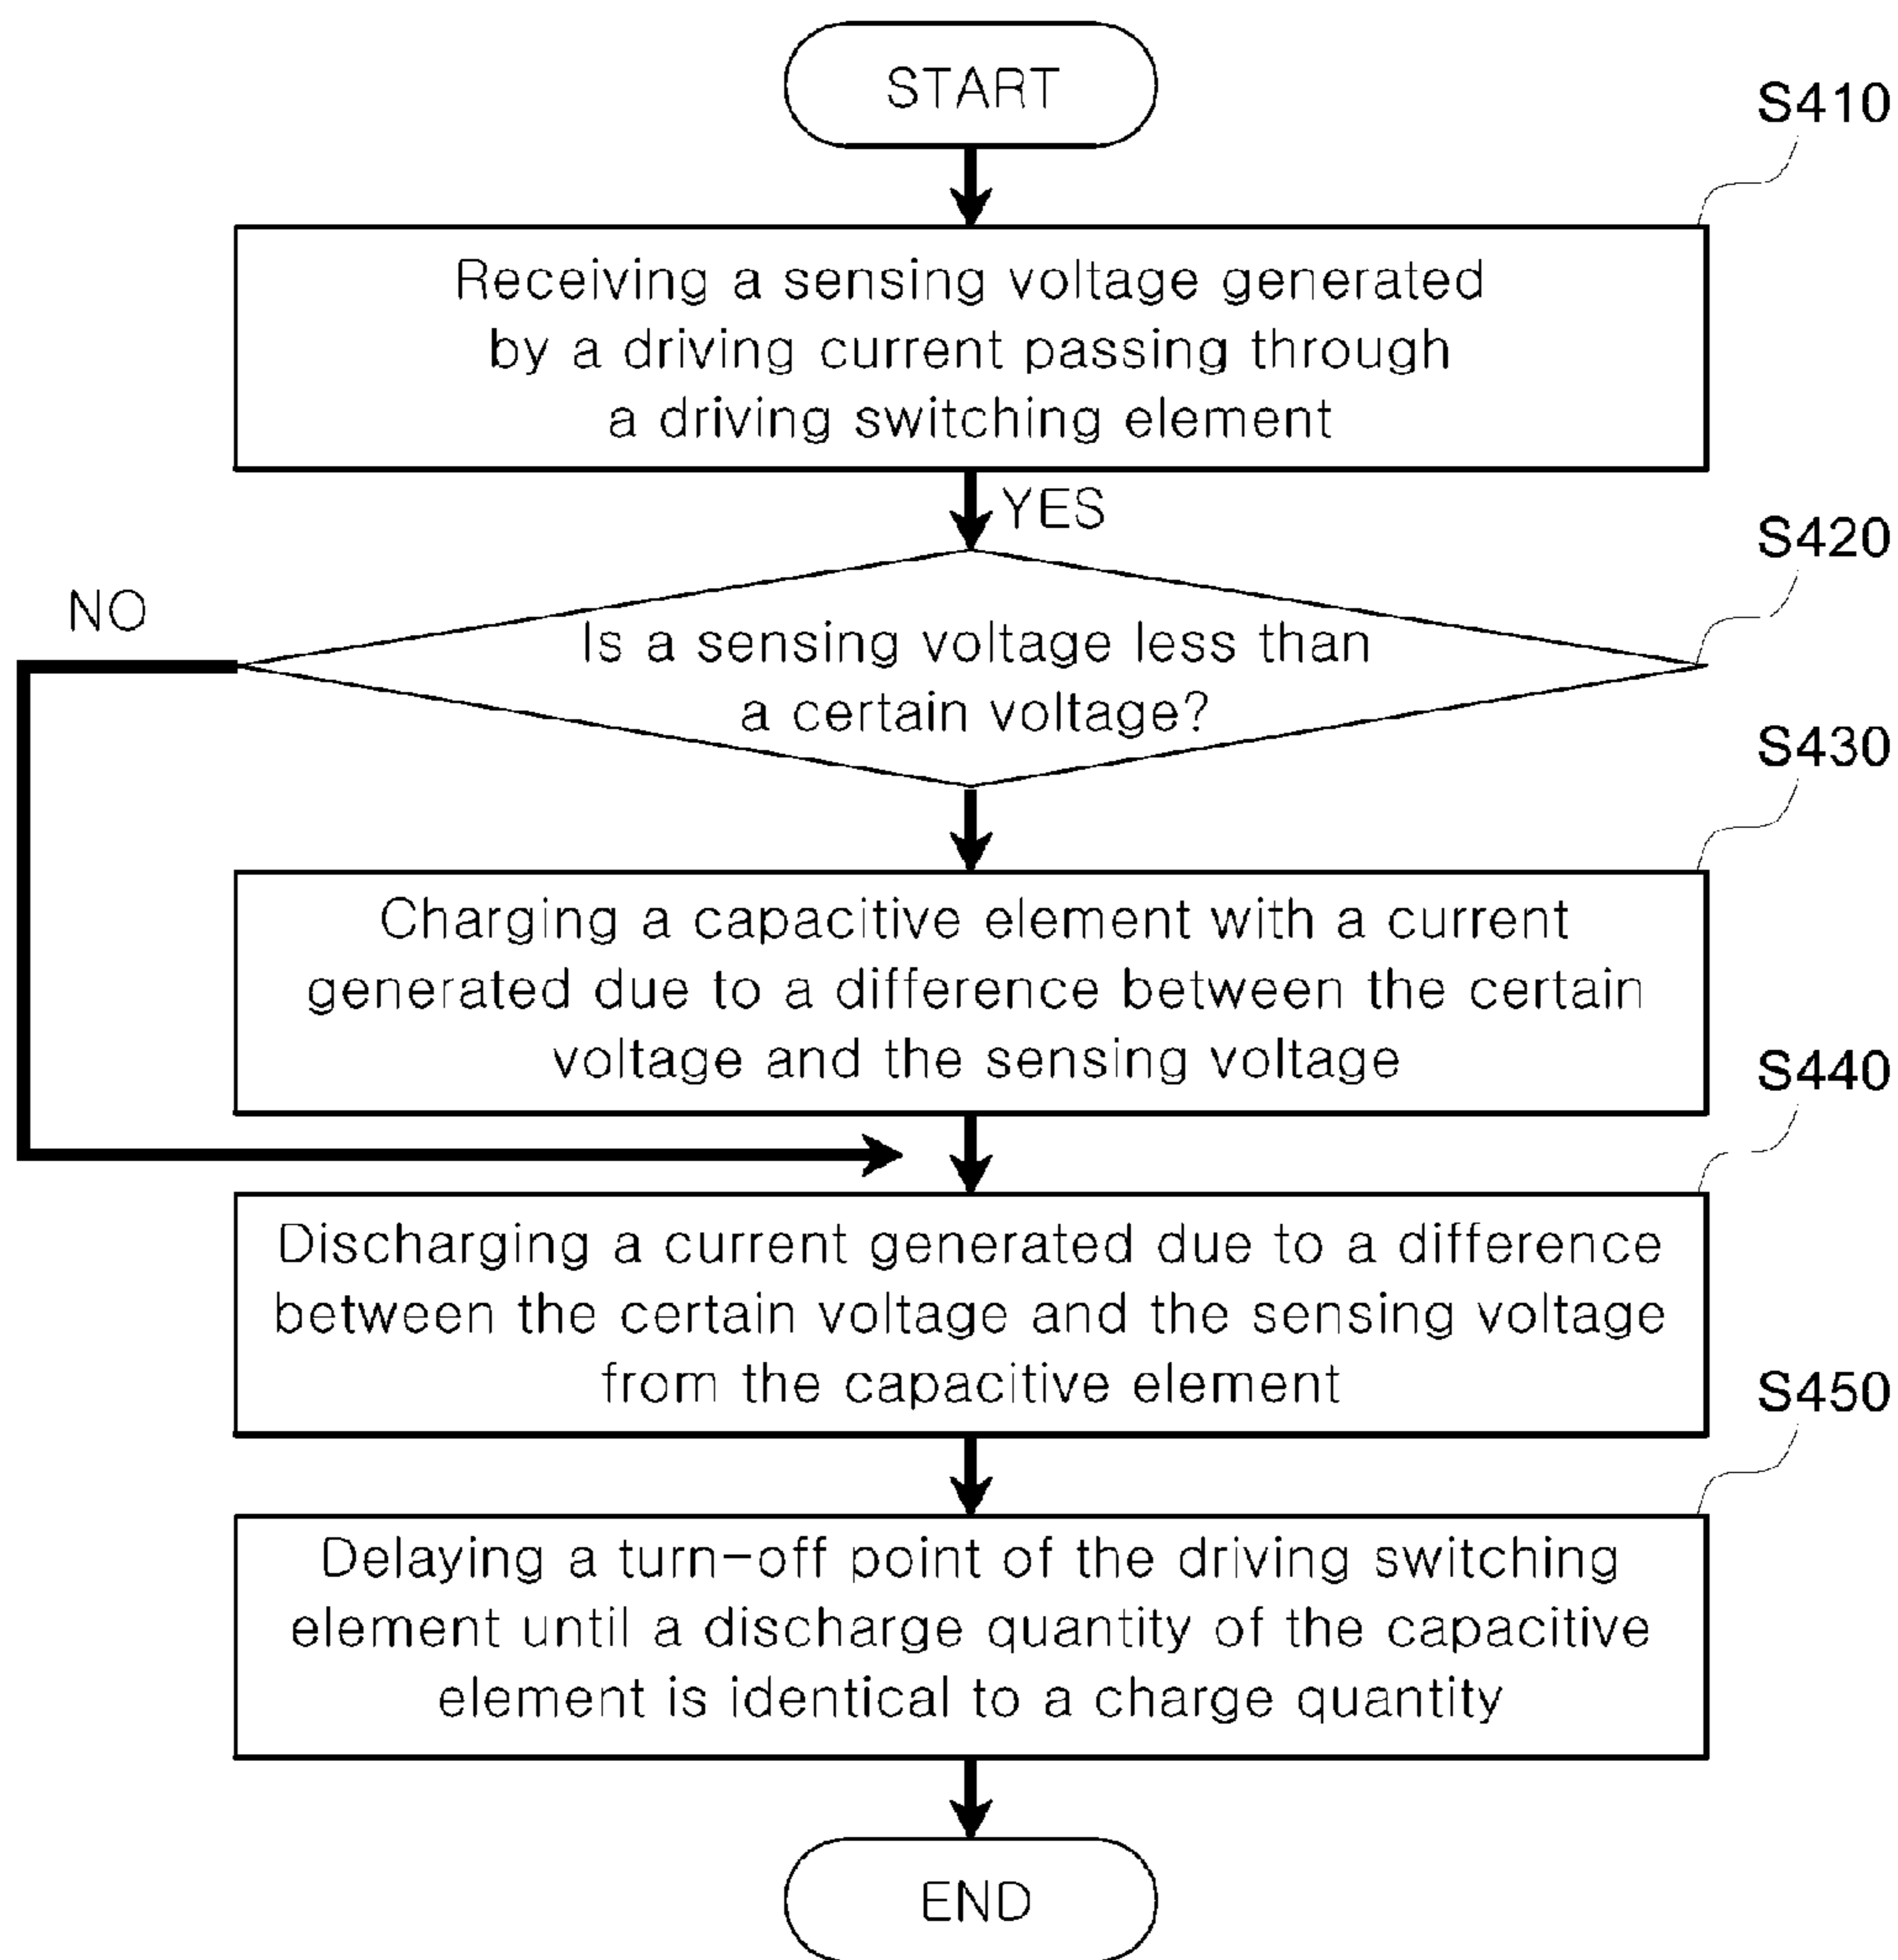 START
S410
Receiving a sensing voltage generated
by a driving current passing through
a driving switching element
YES
S420
NO
Is a sensing voltage less than
a certain voltage?
S430
Charging a capacitive element with a current
generated due to a difference between the certain
voltage and the sensing voltage
S440
Discharging a current generated due to a difference
between the certain voltage and the sensing voltage
from the capacitive element
S450
Delaying a turn-off point of the driving switching
element until a discharge quantity of the capacitive
element is identical to a charge quantity
END